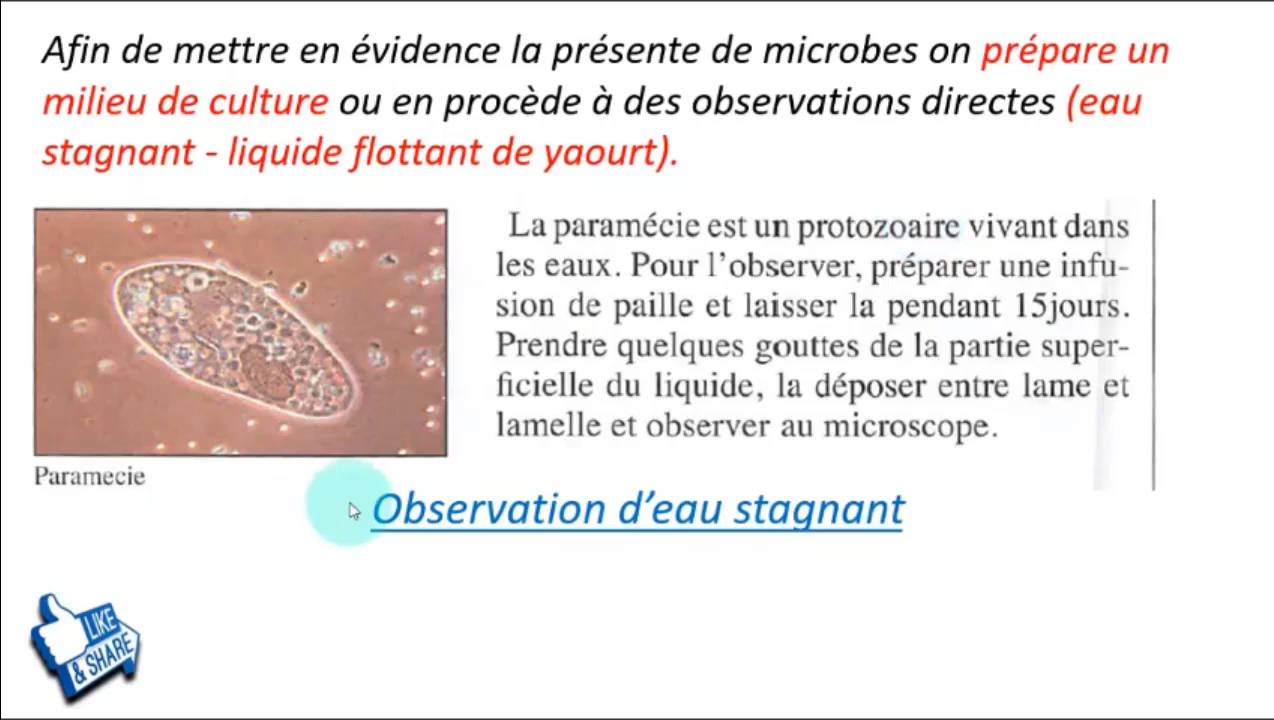 Afin de mettre en évidence la présente de microbes on prépare un
milieu de culture ou en procède à des observations directes (eau
stagnant - liquide flottant de yaourt).
La paramécie est un protozoaire vivant dans
les eaux. Pour l'observer, préparer une infu-
sion de paille et laisser la pendant 15jours.
Prendre quelques gouttes de la partie super-
ficielle du liquide, la déposer entre lame et
lamelle et observer au microscope.
Paramecie
Observation d'eau stagnant
LIKE
& SHARE